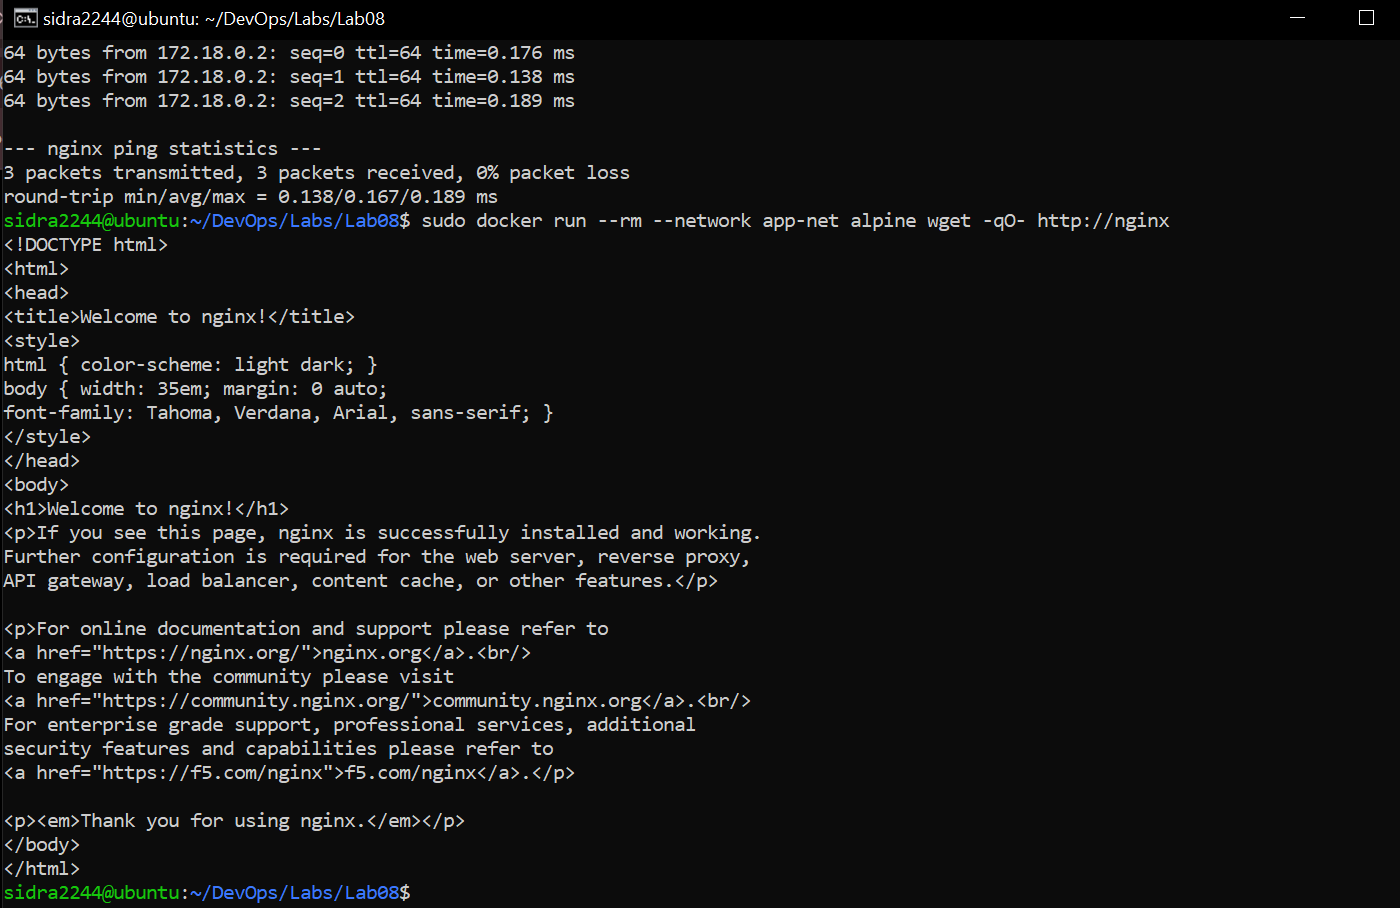 sidra2244@ubuntu: ~/DevOps/Labs/Lab08
64 bytes from 172.18.0.2: seq=0 ttl=64 time=0.176 ms
64 bytes from 172.18.0.2: seq=1 ttl=64 time=0.138 ms
64 bytes from 172.18.0.2: seq=2 ttl=64 time=0.189 ms
--- nginx ping statistics ---
3 packets transmitted, 3 packets received, 0% packet loss
round-trip min/avg/max = 0.138/0.167/0.189 ms
sidra2244@ubuntu:~/DevOps/Labs/Lab08$ sudo docker run --rm --network app-net alpine wget -qO- http://nginx
<!DOCTYPE html>
<html>
<head>
<title>Welcome to nginx!</title>
<style>
html { color-scheme: light dark; }
body { width: 35em; margin: 0 auto;
font-family: Tahoma, Verdana, Arial, sans-serif; }
</style>
</head>
<body>
<h1>Welcome to nginx!</h1>
<p>If you see this page, nginx is successfully installed and working.
Further configuration is required for the web server, reverse proxy,
API gateway, load balancer, content cache, or other features.</p>
<p>For online documentation and support please refer to
<a href="https://nginx.org/">nginx.org</a>.<br/>
To engage with the community please visit
<a href="https://community.nginx.org/">community.nginx.org</a>.<br/>
For enterprise grade support, professional services, additional
security features and capabilities please refer to
<a href="https://f5.com/nginx">f5.com/nginx</a>.</p>
<p><em>Thank you for using nginx.</em></p>
</body>
</html>
sidra2244@ubuntu:~/DevOps/Labs/Lab08$